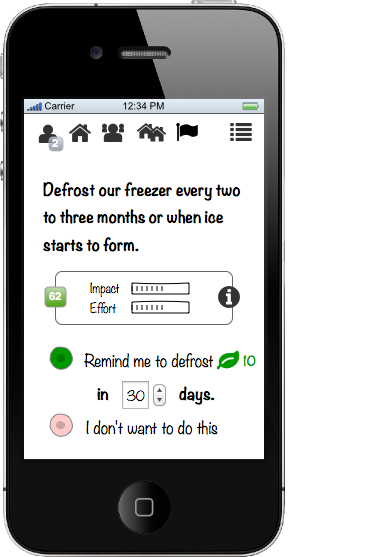 Carrier 12:34 PM
2
Defrost our freezer every two
to three months or when ice
starts to form.
62 Impact
Effort
Remind me to defrost 10
in 30 days.
I don't want to do this